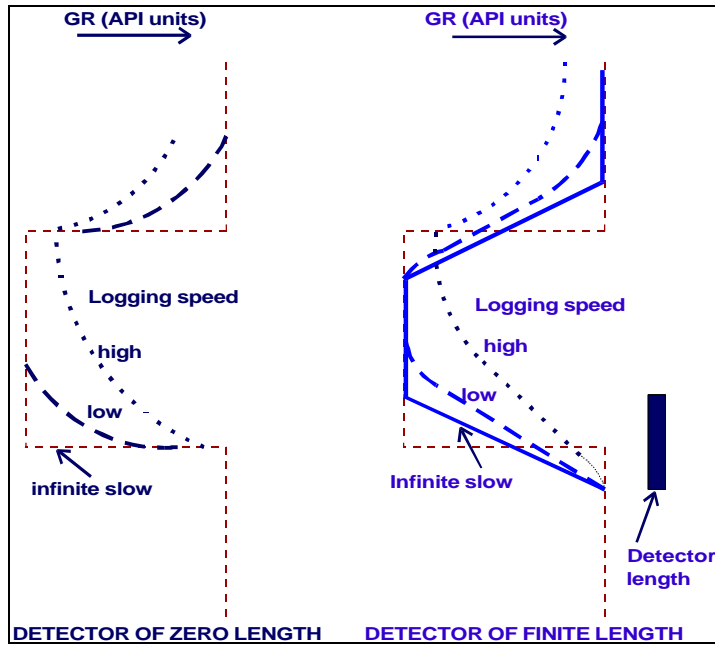 GR (API units)
Logging speed
high
low
infinite slow
DETECTOR OF ZERO LENGTH
GR (API units)
Logging speed
high
low
Infinite slow
Detector
length
DETECTOR OF FINITE LENGTH